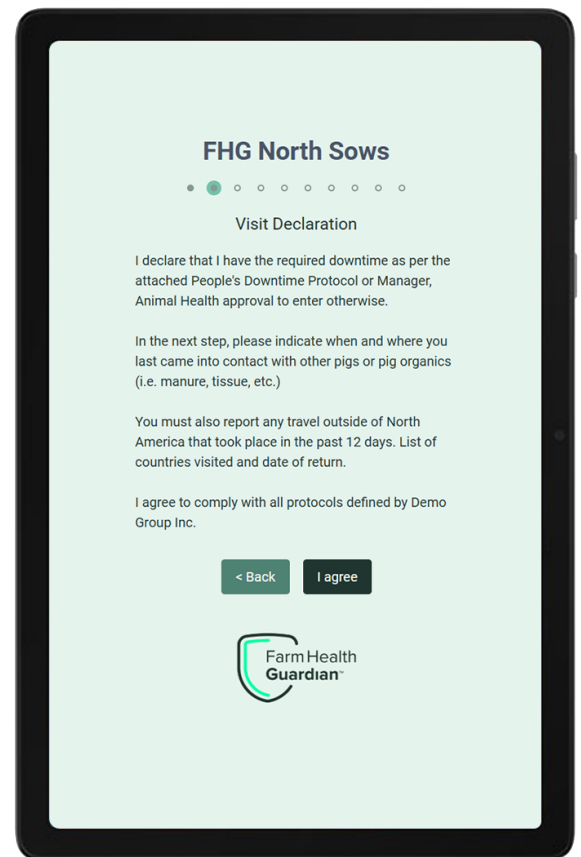 FHG North Sows
Visit Declaration
I declare that I have the required downtime as per the
attached People's Downtime Protocol or Manager,
Animal Health approval to enter otherwise.
In the next step, please indicate when and where you
last came into contact with other pigs or pig organics
(i.e. manure, tissue, etc.)
You must also report any travel outside of North
America that took place in the past 12 days. List of
countries visited and date of return.
I agree to comply with all protocols defined by Demo
Group Inc.
< Back
I agree
Farm Health
Guardian™